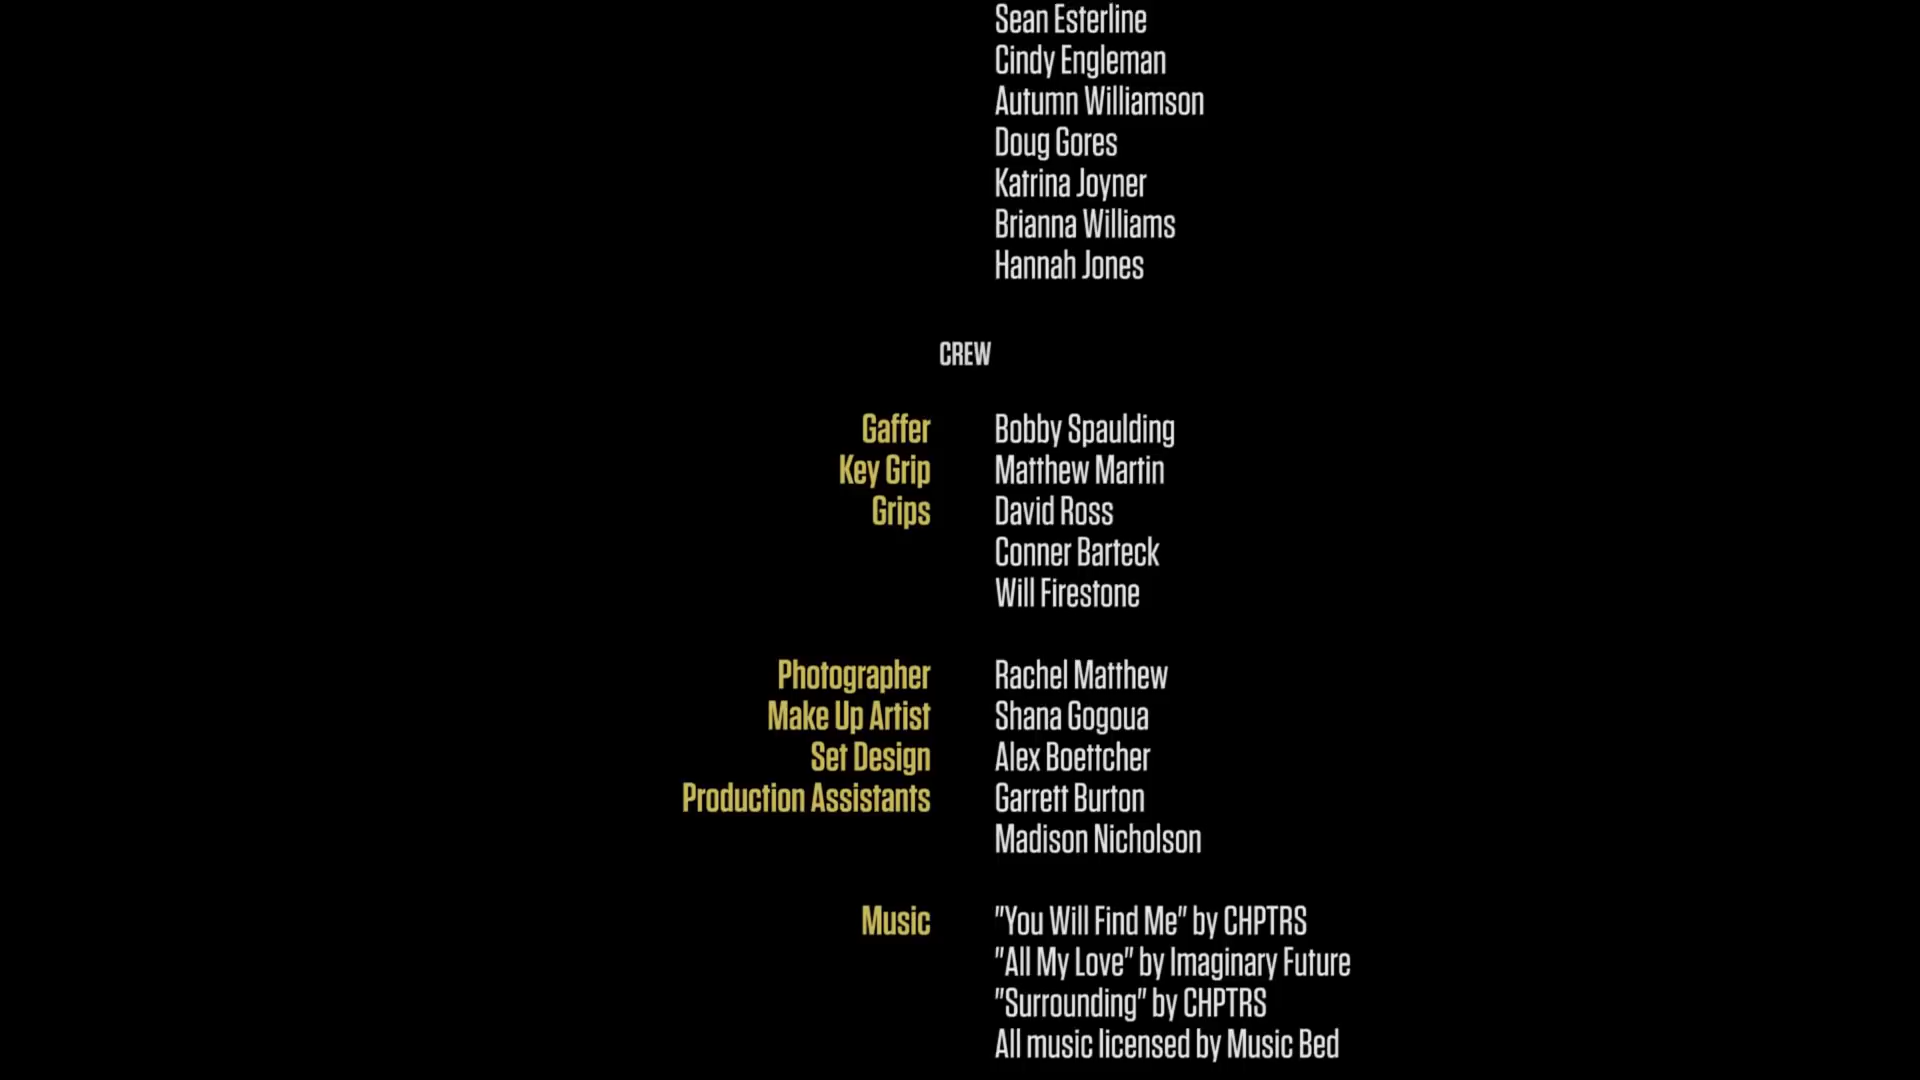 Sean Esterline
Cindy Engleman
Autumn Williamson
Doug Gores
Katrina Joyner
Brianna Williams
Hannah Jones
CREW
Gaffer Bobby Spaulding
Key Grip Matthew Martin
Grips David Ross
Conner Barteck
Will Firestone
Photographer Rachel Matthew
Make Up Artist Shana Gogoua
Set Design Alex Boettcher
Production Assistants Garrett Burton
Madison Nicholson
Music "You Will Find Me" by CHPTRS
"All My Love" by Imaginary Future
"Surrounding" by CHPTRS
All music licensed by Music Bed